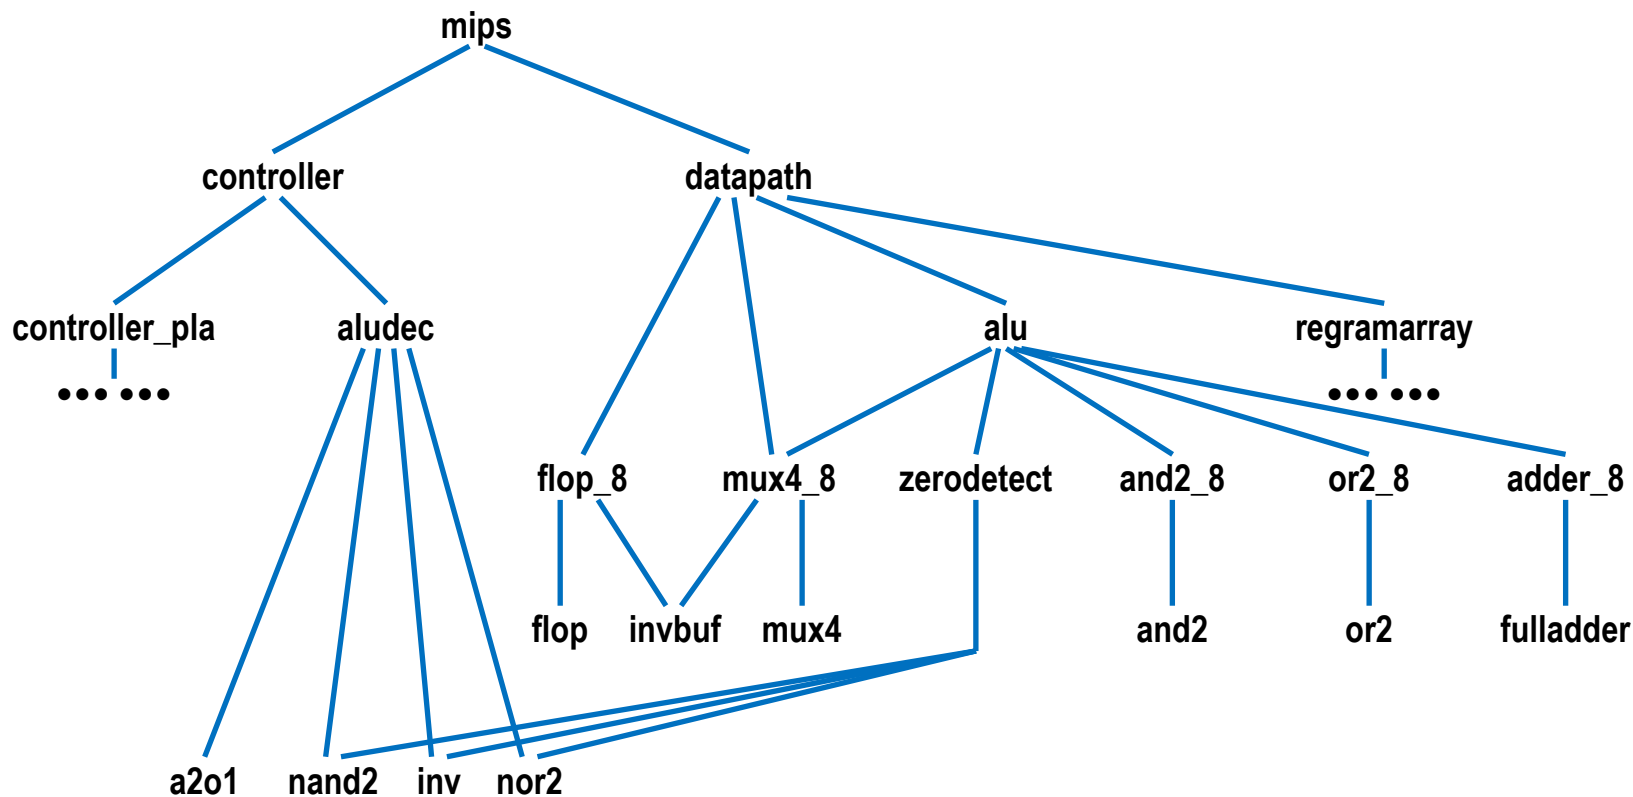 mips
controller datapath
controller_pla aludec alu regramarray
••• ••• ••• •••
flop_8 mux4_8 zerodetect and2_8 or2_8 adder_8
flop invbuf mux4 and2 or2 fulladder
a2o1 nand2 inv nor2